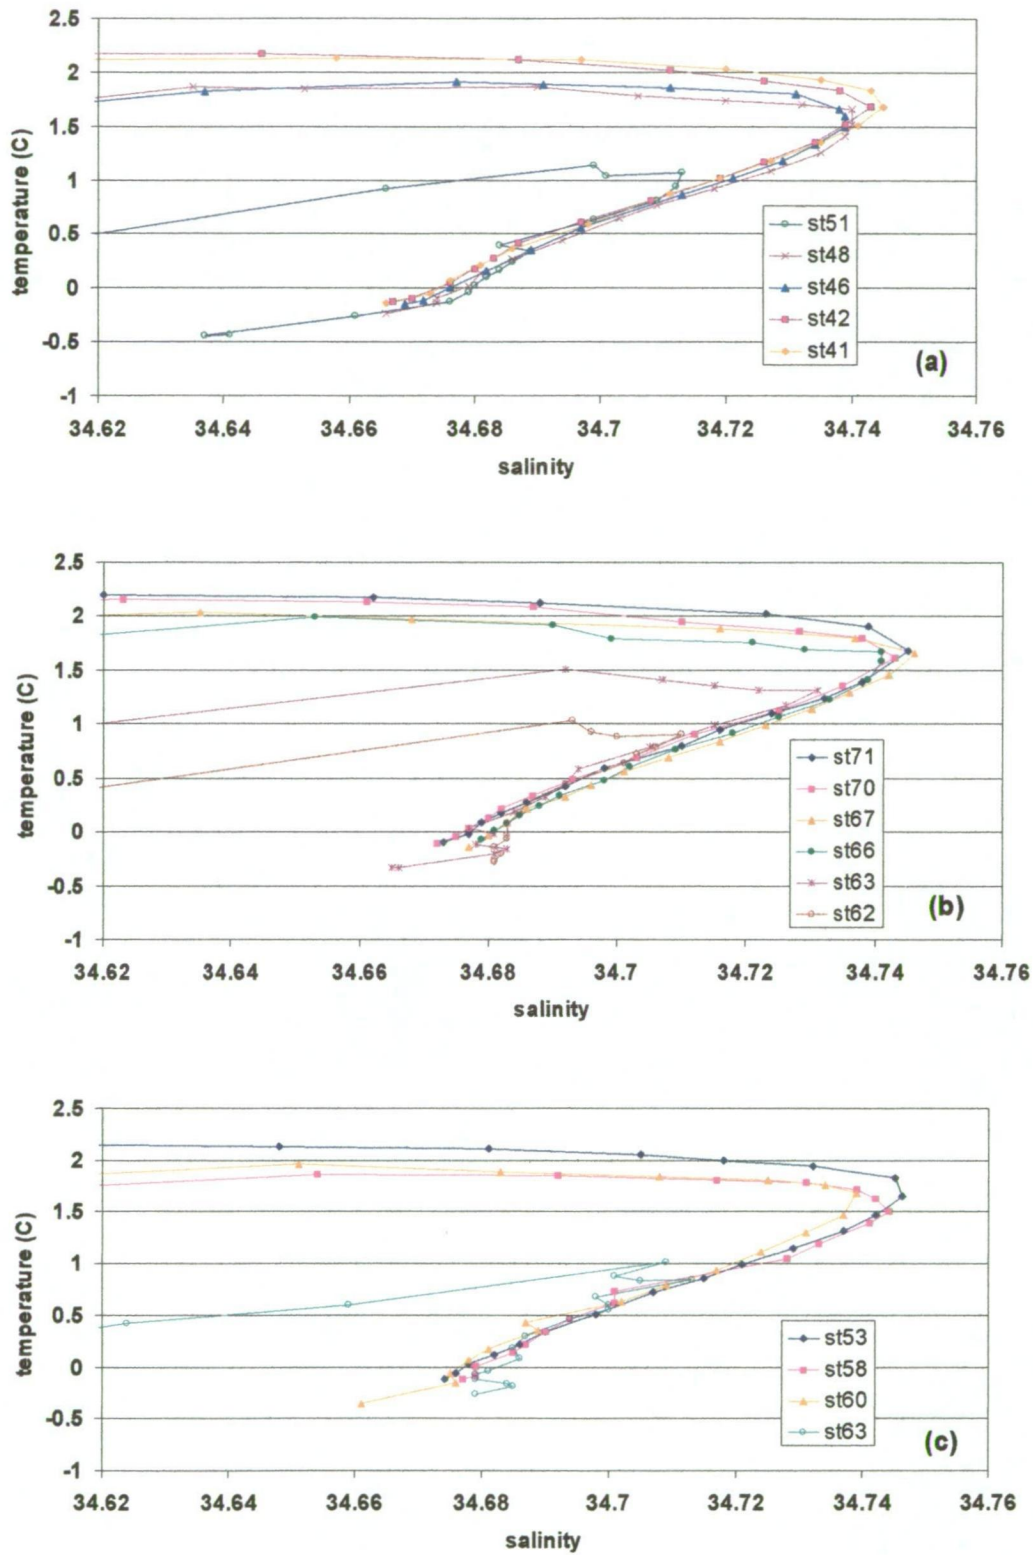 2.5
2
1.5
1
0.5
0
-0.5
-1
temperature (C)
st51
st48
st46
st42
st41
(a)
34.62 34.64 34.66 34.68 34.7 34.72 34.74 34.76
salinity
2.5
2
1.5
1
0.5
0
-0.5
-1
temperature (C)
st71
st70
st67
st66
st63
st62
(b)
34.62 34.64 34.66 34.68 34.7 34.72 34.74 34.76
salinity
2.5
2
1.5
1
0.5
0
-0.5
-1
temperature (C)
st53
st58
st60
st63
(c)
34.62 34.64 34.66 34.68 34.7 34.72 34.74 34.76
salinity